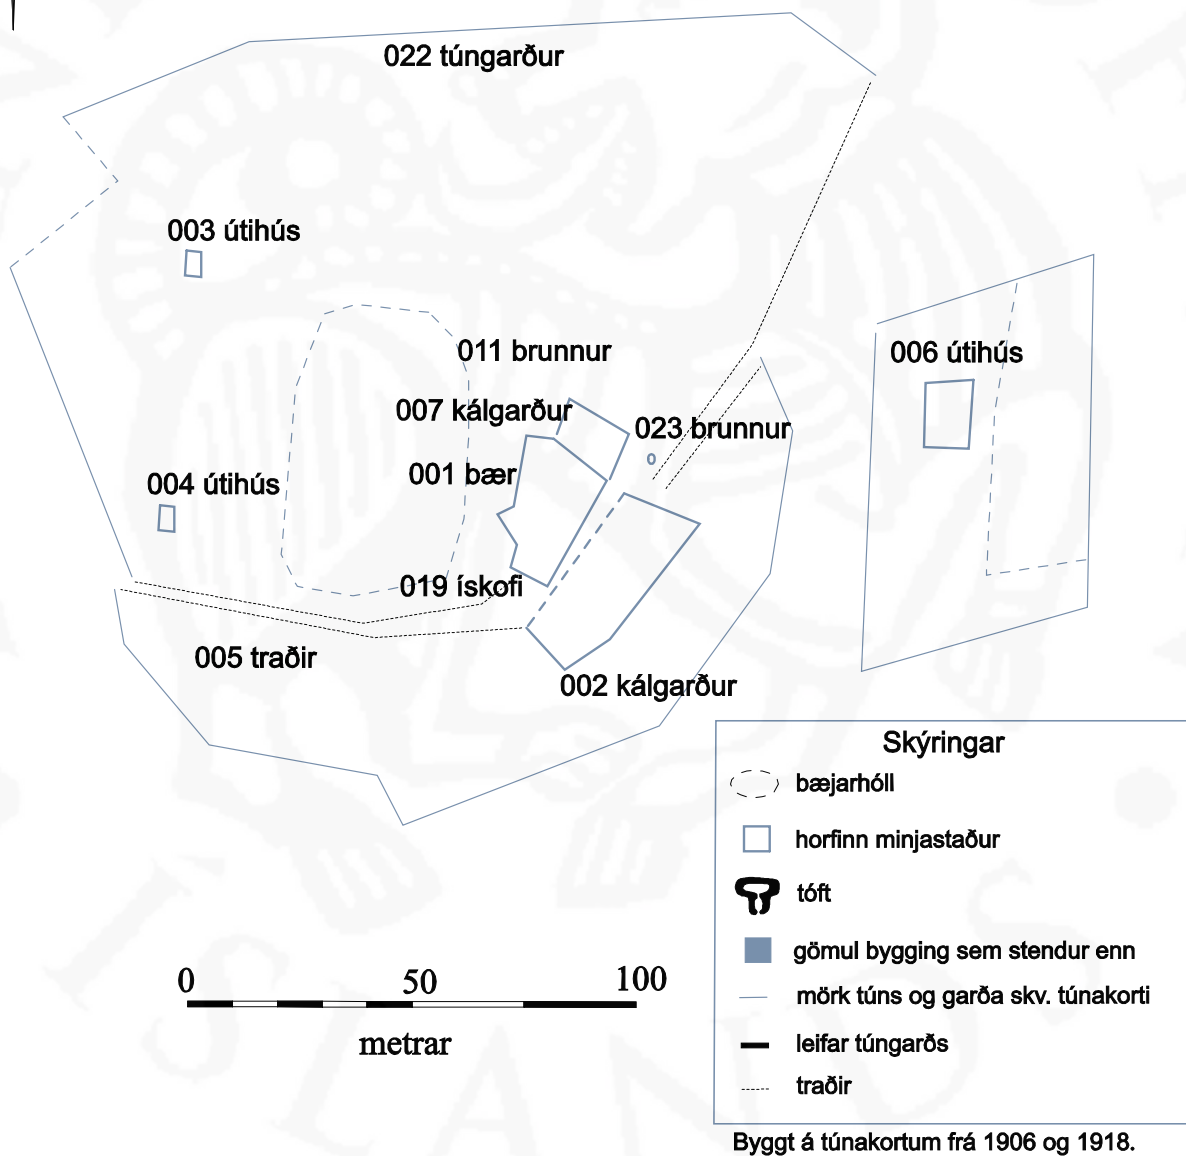 022 túngarður
003 útihús
011 brunnur
006 útihús
007 kálgarður
023 brunnur
001 bær
004 útihús
019 ískofi
005 traðir
002 kálgarður
Skýringar
bæjarhóll
horfinn minjastaður
tóft
gömul bygging sem stendur enn
mörk túns og garða skv. túnakorti
leifar túngarðs
traðir
0 50 100
metrar
Byggt á túnakortum frá 1906 og 1918.
ÍSLANDS